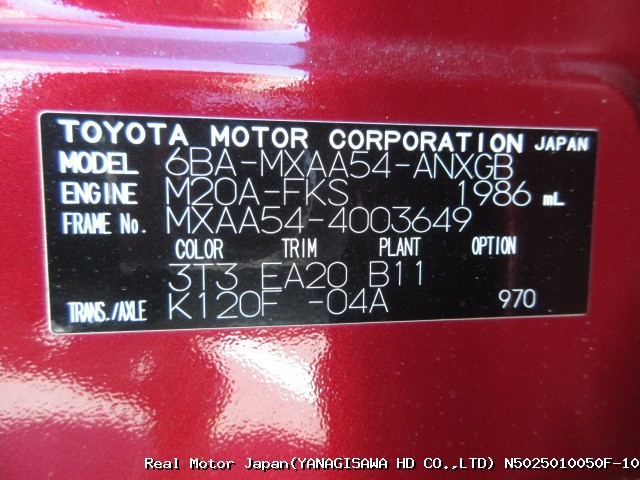 TOYOTA MOTOR CORPORATION JAPAN
MODEL 6BA-MXAA54-ANXGB
ENGINE M20A-FKS 1986 mL
FRAME No. MXAA54-4003649
COLOR TRIM PLANT OPTION
3T3 EA20 B11
TRANS./AXLE K120F -04A 970
Real Motor Japan(YANAGISAWA HD CO.,LTD) N5025010050F-10